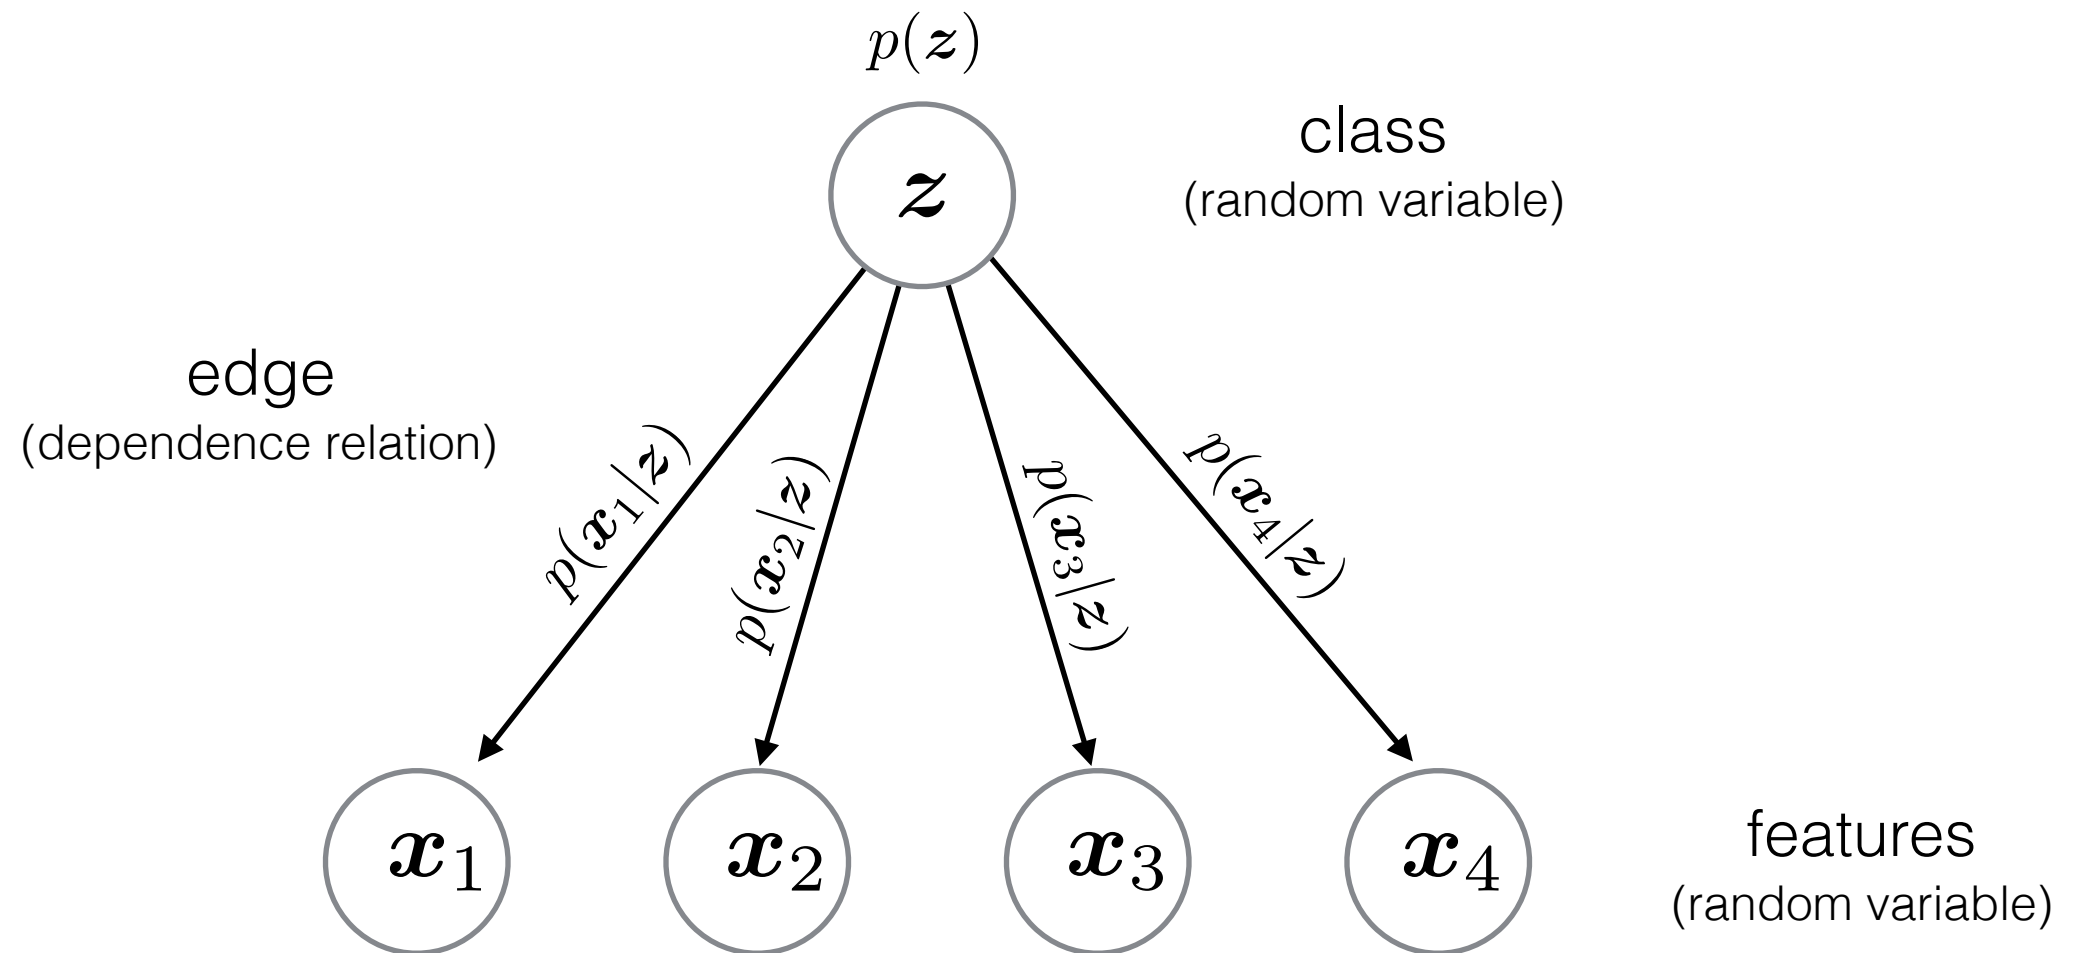 p(z)
class
(random variable)
z
edge
(dependence relation)
p(x₁|z)
p(x₂|z)
p(x₃|z)
p(x₄|z)
x₁
x₂
x₃
x₄
features
(random variable)